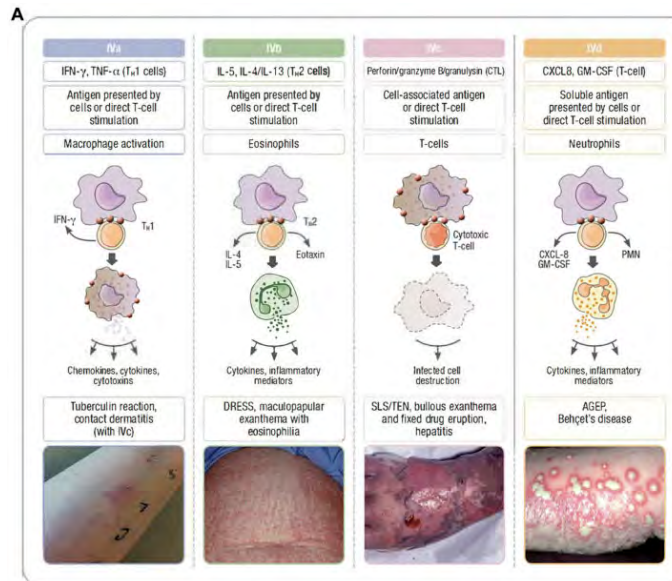 A
IVa
IFN-γ, TNF-α (TH1 cells)
Antigen presented by
cells or direct T-cell
stimulation
Macrophage activation
IFN-γ
TH1
Chemokines, cytokines,
cytotoxins
Tuberculin reaction,
contact dermatitis
(with IVc)
IVb
IL-5, IL-4/IL-13 (TH2 cells)
Antigen presented by
cells or direct T-cell
stimulation
Eosinophils
TH2
IL-4
IL-5
Eotaxin
Cytokines, inflammatory
mediators
DRESS, maculopapular
exanthema with
eosinophilia
IVc
Perforin/granzyme B/granulysin (CTL)
Cell-associated antigen
or direct T-cell
stimulation
T-cells
Cytotoxic
T-cell
Infected cell
destruction
SLS/TEN, bullous exanthema
and fixed drug eruption,
hepatitis
IVd
CXCL8, GM-CSF (T-cell)
Soluble antigen
presented by cells or
direct T-cell stimulation
Neutrophils
CXCL-8
GM-CSF
PMN
Cytokines, inflammatory
mediators
AGEP,
Behçet's disease